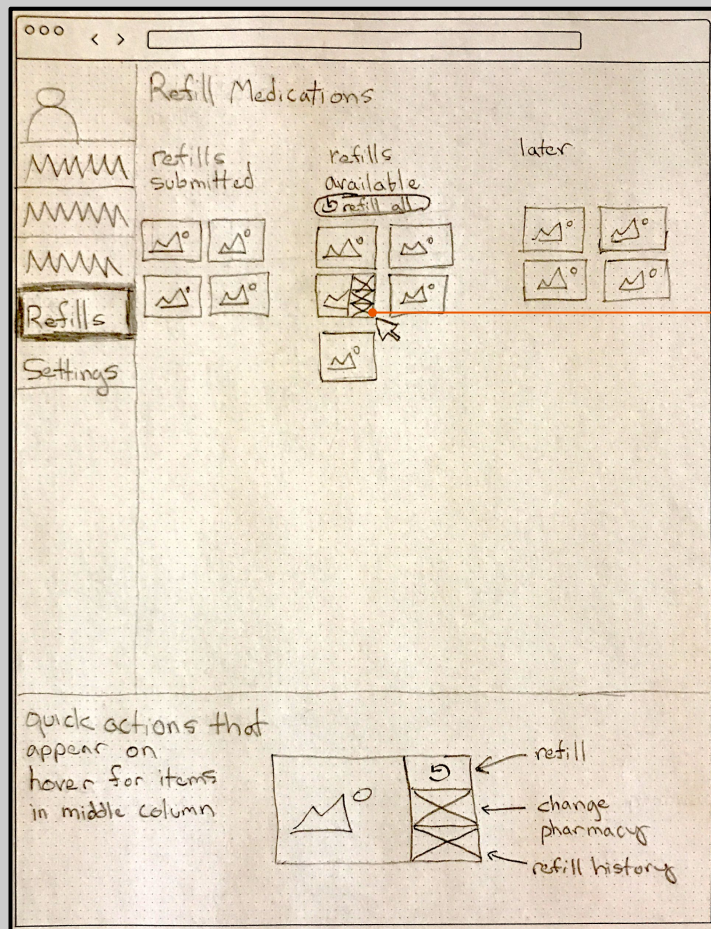 Refill Medications
refills
submitted
refills
available
refill all
later
Refills
Settings
quick actions that
appear on
hover for items
in middle column
refill
change
pharmacy
refill history